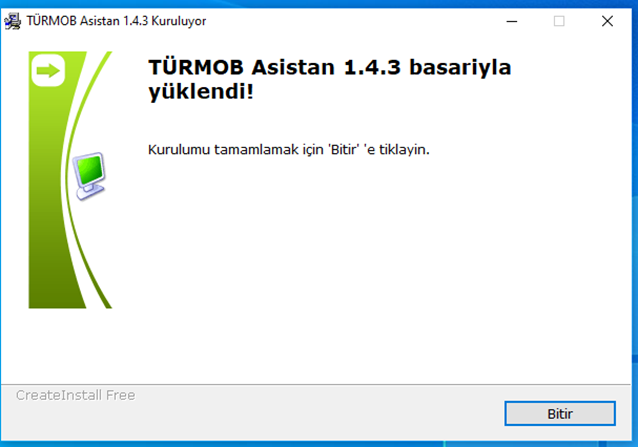 TÜRMOB Asistan 1.4.3 Kuruluyor
TÜRMOB Asistan 1.4.3 basariyla
yüklendi!
Kurulumu tamamlamak için 'Bitir' 'e tiklayin.
CreateInstall Free
Bitir